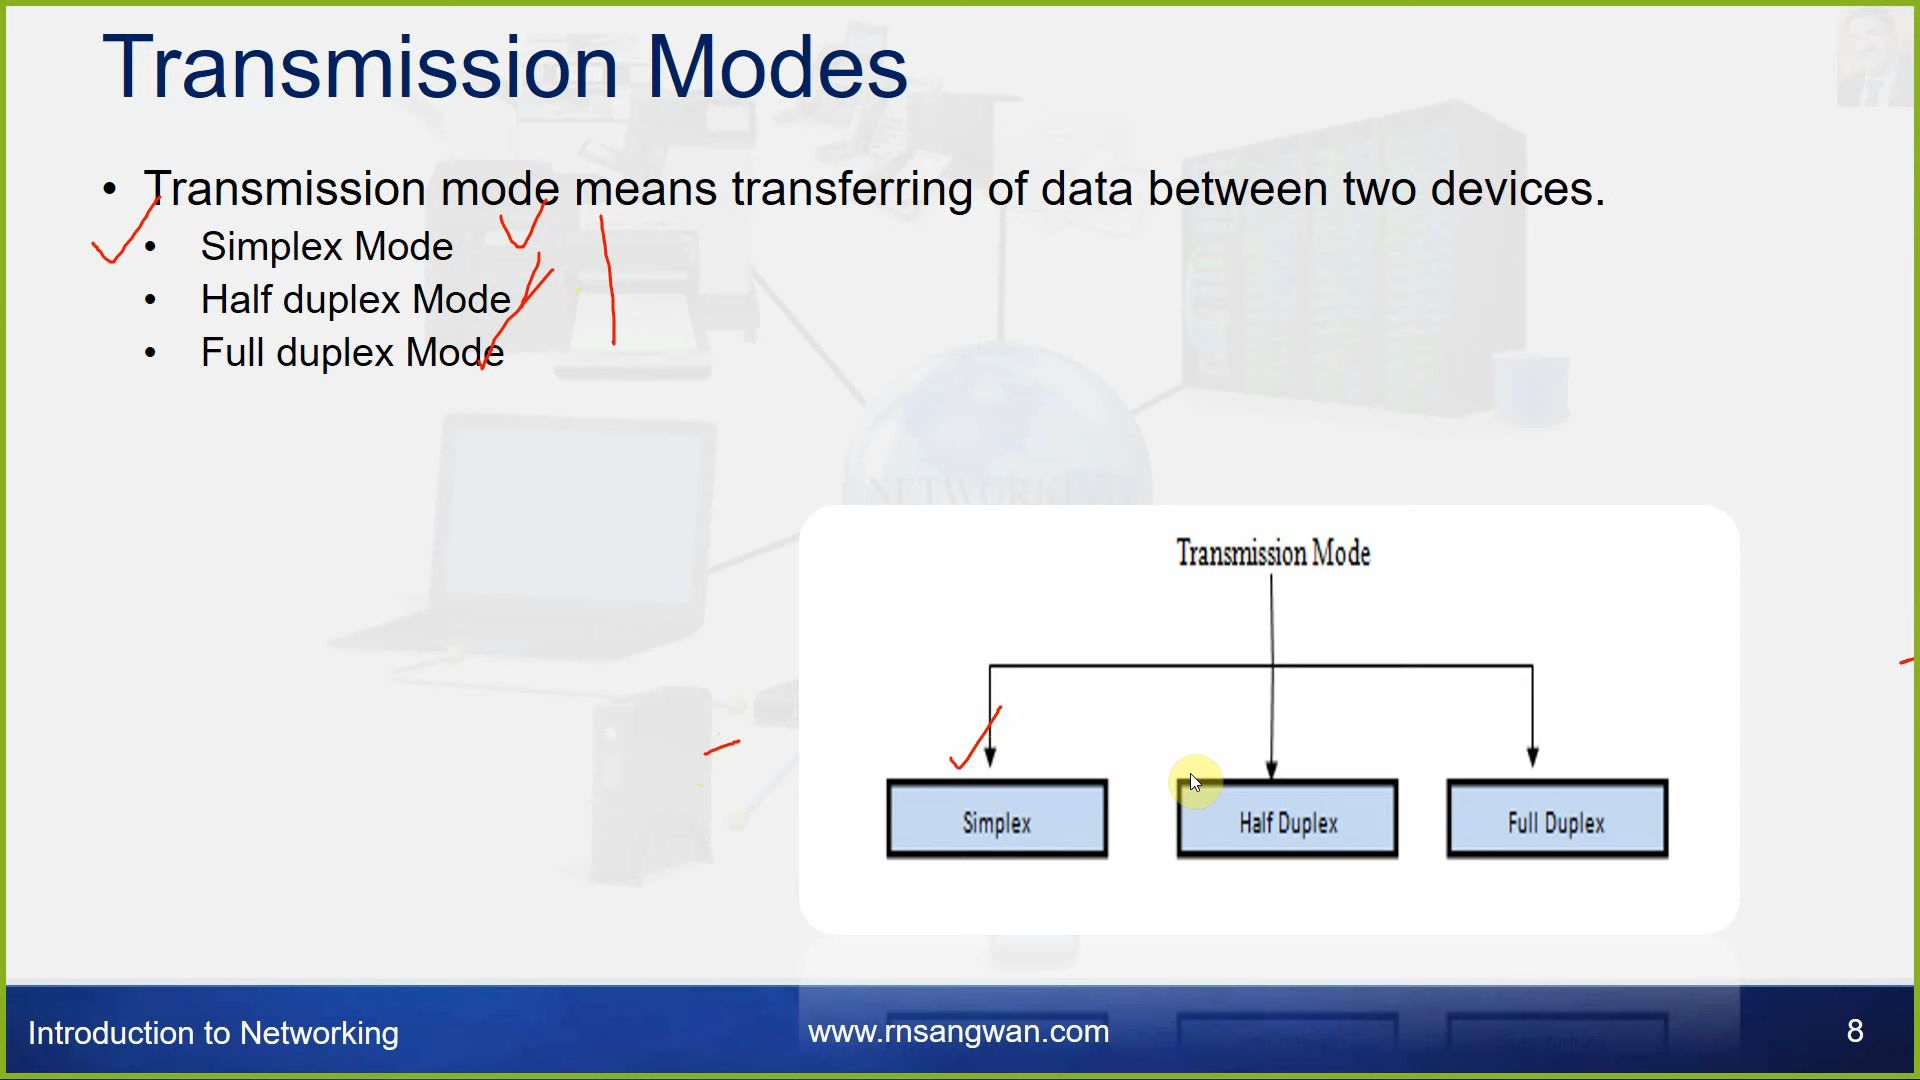 Transmission Modes
• Transmission mode means transferring of data between two devices.
• Simplex Mode
• Half duplex Mode
• Full duplex Mode
NETWORKING
Transmission Mode
Simplex
Half Duplex
Full Duplex
Introduction to Networking
www.rnsangwan.com
8